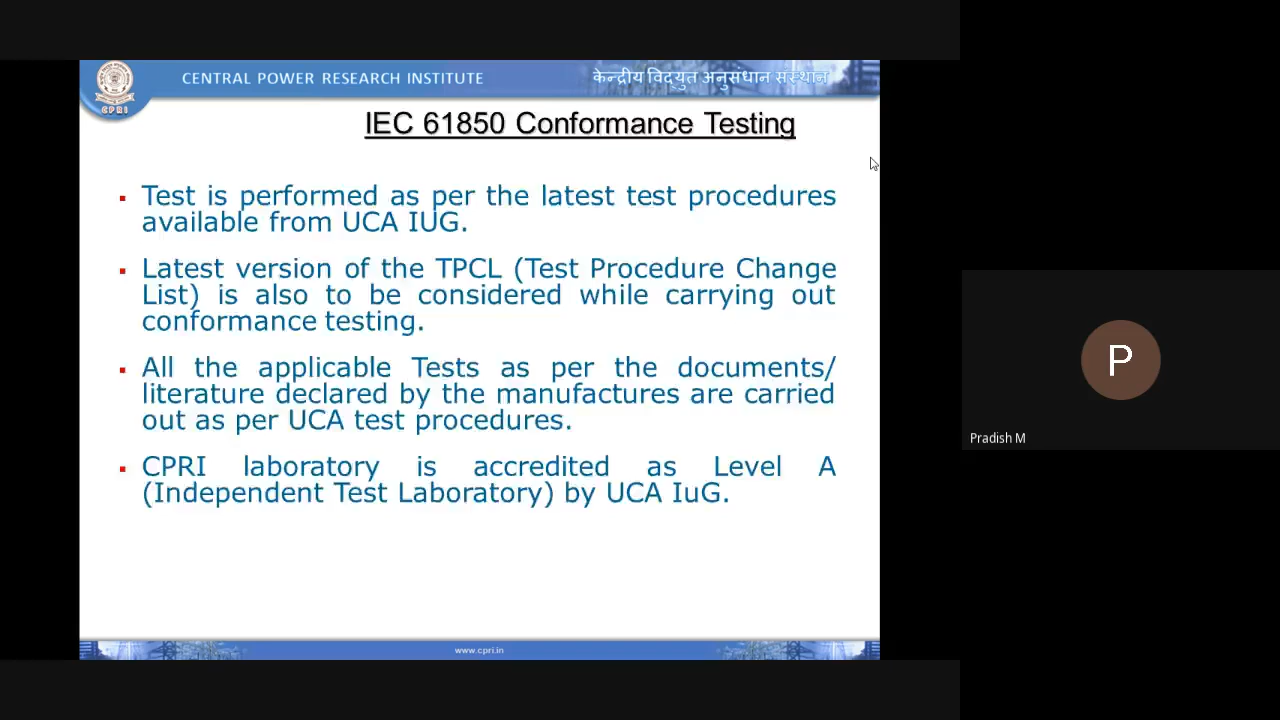 CENTRAL POWER RESEARCH INSTITUTE
केन्द्रीय विद्युत अनुसंधान संस्थान
CPRI
IEC 61850 Conformance Testing
Test is performed as per the latest test procedures
available from UCA IUG.
Latest version of the TPCL (Test Procedure Change
List) is also to be considered while carrying out
conformance testing.
All the applicable Tests as per the documents/
literature declared by the manufactures are carried
out as per UCA test procedures.
CPRI laboratory is accredited as Level A
(Independent Test Laboratory) by UCA IuG.
www.cpri.in
P
Pradish M